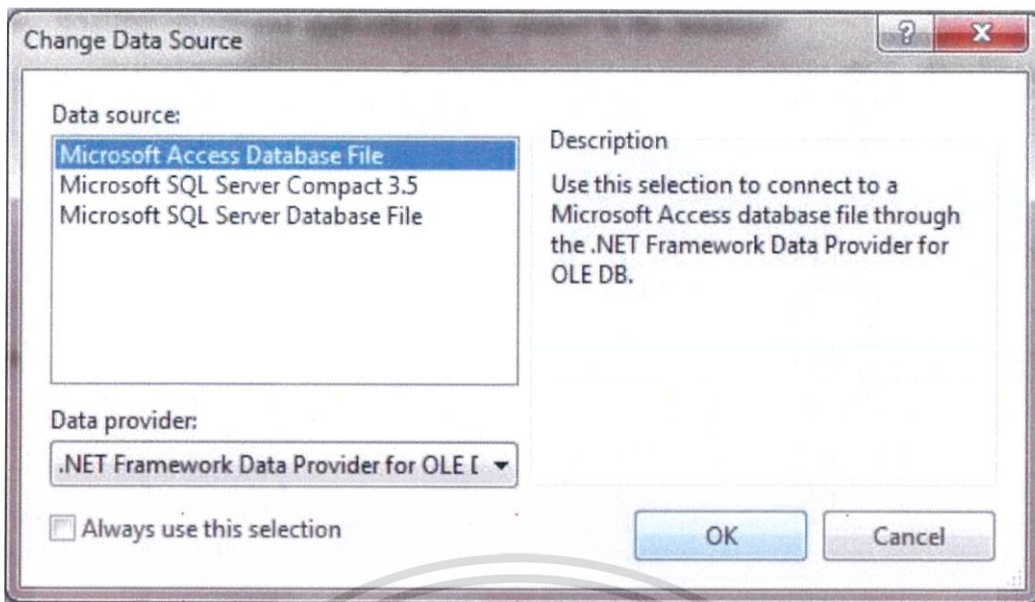 Change Data Source
Data source:
Microsoft Access Database File
Microsoft SQL Server Compact 3.5
Microsoft SQL Server Database File
Description
Use this selection to connect to a
Microsoft Access database file through
the .NET Framework Data Provider for
OLE DB.
Data provider:
.NET Framework Data Provider for OLE
Always use this selection
OK
Cancel